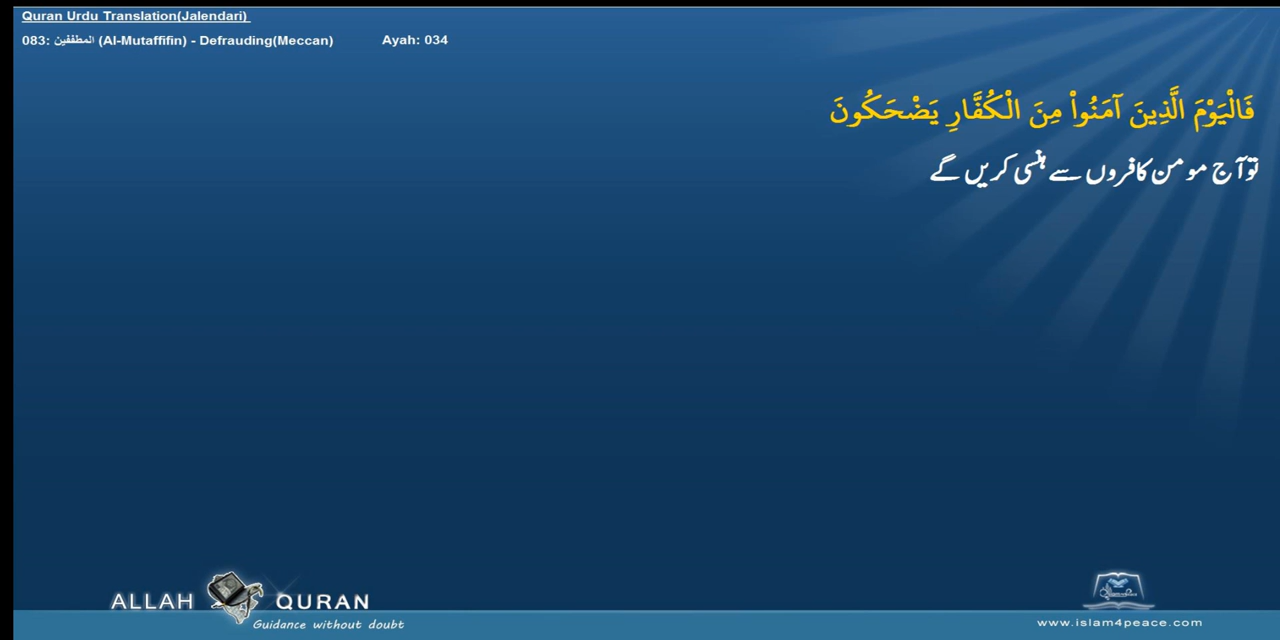 Quran Urdu Translation(Jalendari)
083: المطففين (Al-Mutaffifin) - Defrauding(Meccan) Ayah: 034
فَالْيَوْمَ الَّذِينَ آمَنُواْ مِنَ الْكُفَّارِ يَضْحَكُونَ
تو آج مومن کافروں سے ہنسی کریں گے
ALLAH QURAN
Guidance without doubt
www.islam4peace.com